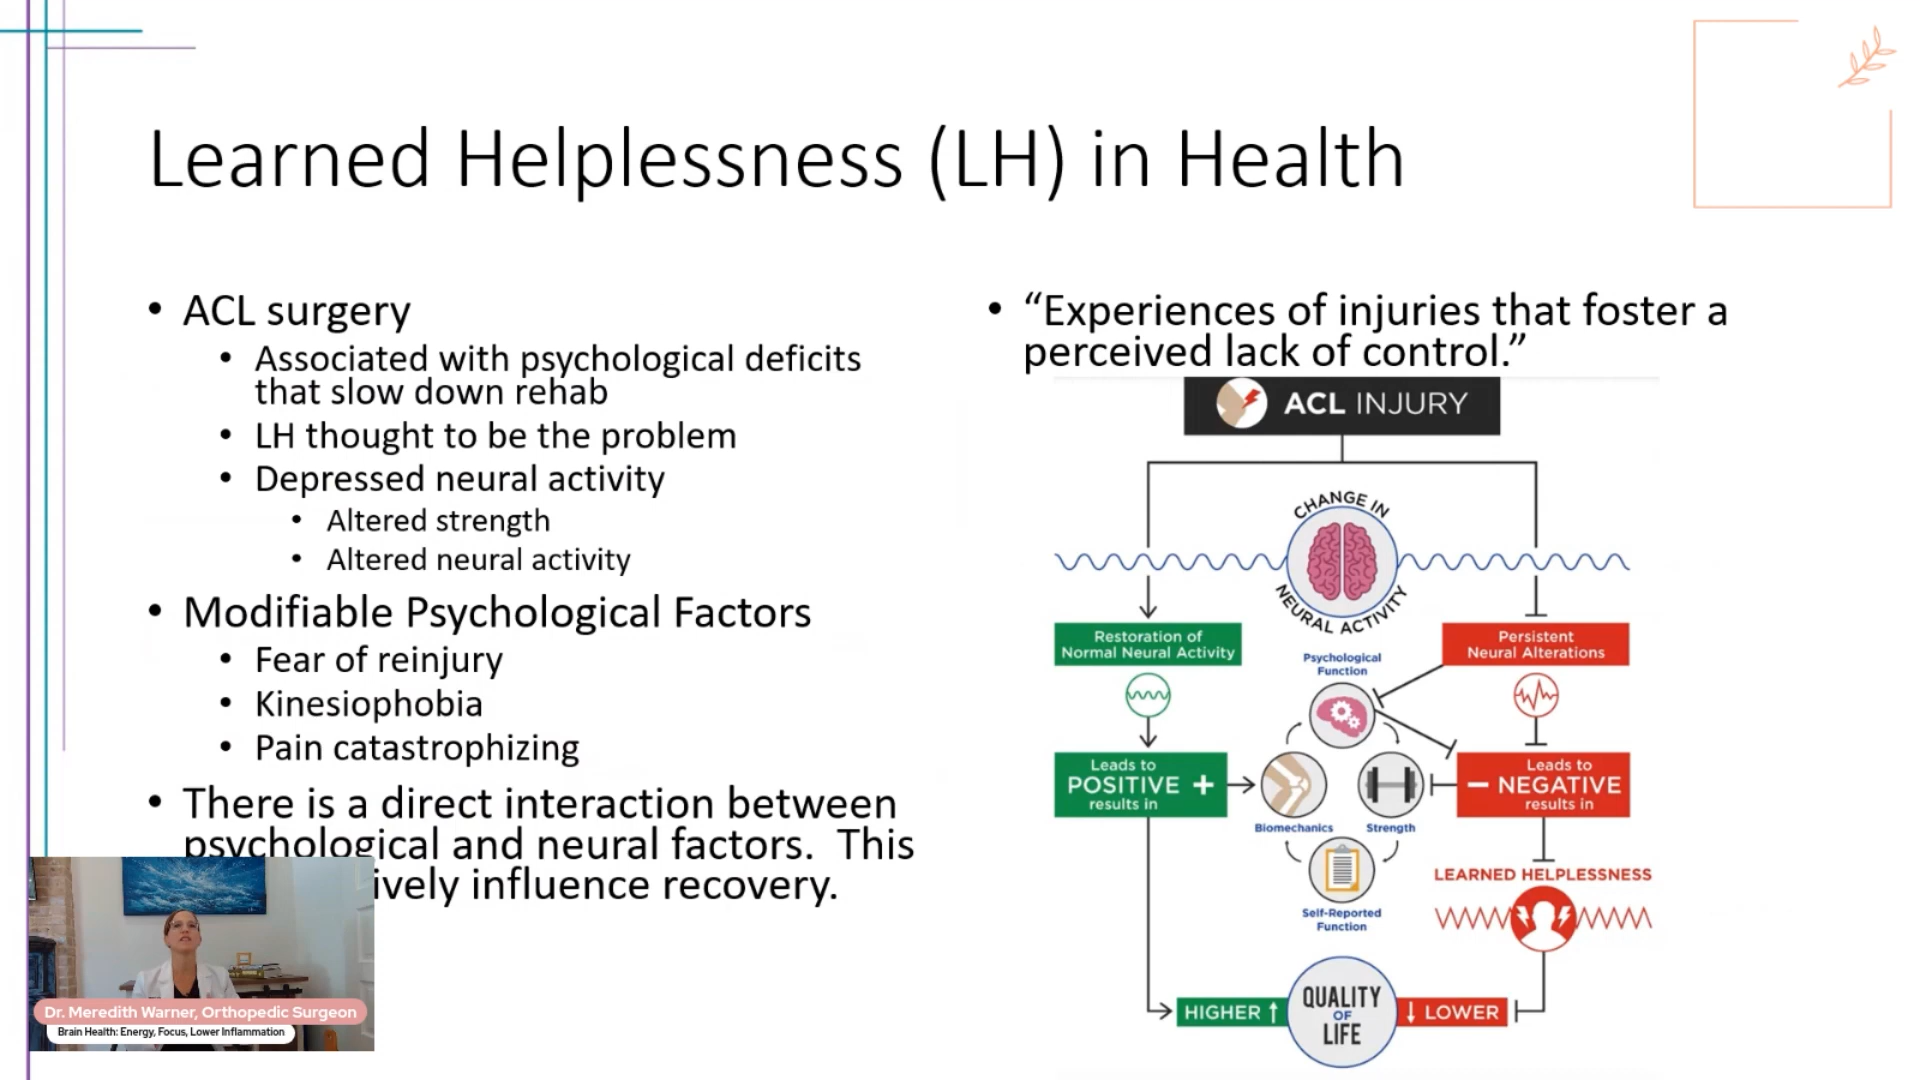 Learned Helplessness (LH) in Health
• ACL surgery
• Associated with psychological deficits
that slow down rehab
• LH thought to be the problem
• Depressed neural activity
• Altered strength
• Altered neural activity
• Modifiable Psychological Factors
• Fear of reinjury
• Kinesiophobia
• Pain catastrophizing
• There is a direct interaction between
psychological and neural factors. This
ively influence recovery.
• “Experiences of injuries that foster a
perceived lack of control.”
ACL INJURY
CHANGE IN
NEURAL ACTIVITY
Restoration of
Normal Neural Activity
Persistent
Neural Alterations
Psychological
Function
Leads to
POSITIVE +
results in
Leads to
− NEGATIVE
results in
Biomechanics
Strength
Self-Reported
Function
LEARNED HELPLESSNESS
HIGHER ↑
QUALITY
OF
LIFE
↓ LOWER
Dr. Meredith Warner, Orthopedic Surgeon
Brain Health: Energy, Focus, Lower Inflammation